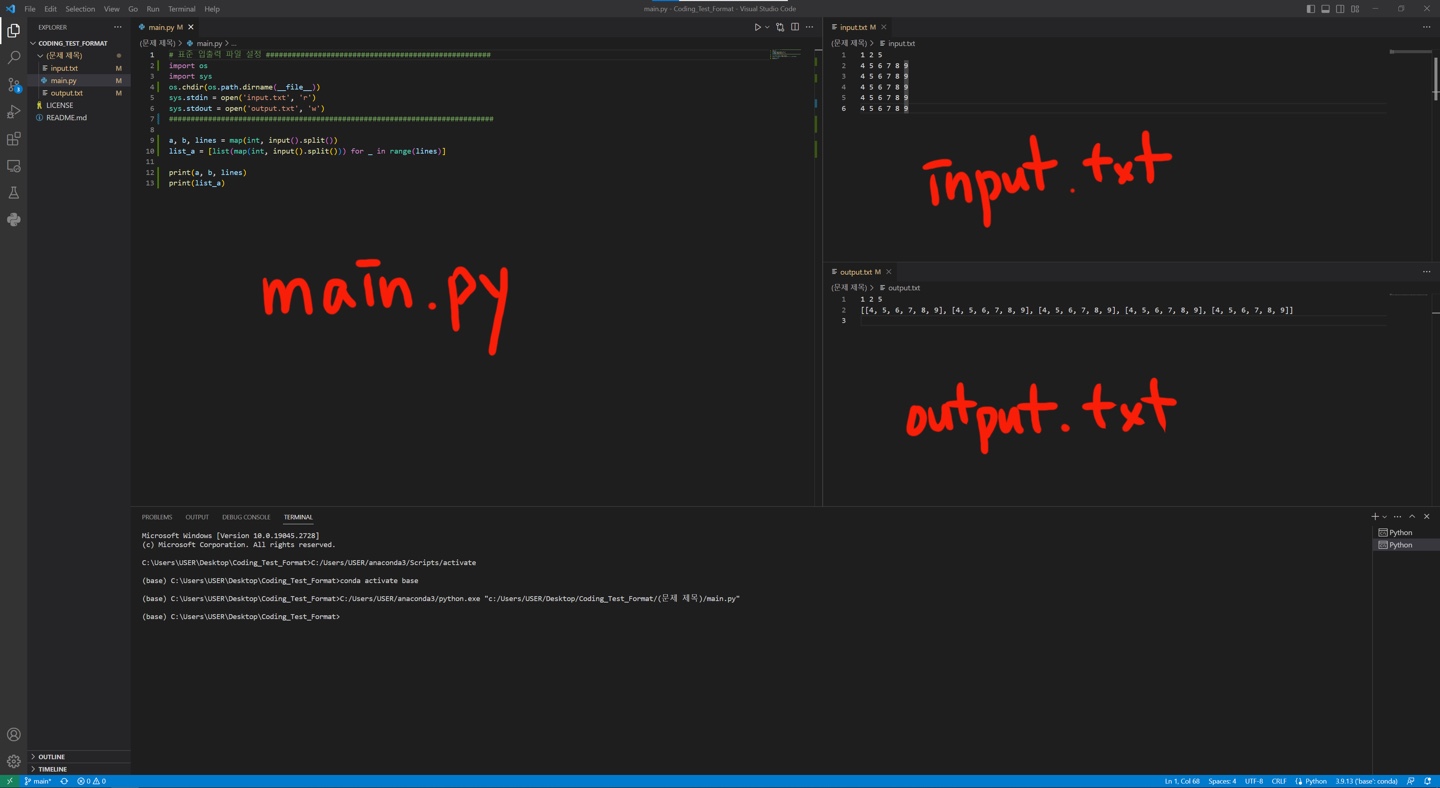 File Edit Selection View Go Run Terminal Help
main.py - Coding_Test_Format - Visual Studio Code
EXPLORER
CODING_TEST_FORMAT
(문제 제목)
input.txt M
main.py M
output.txt M
LICENSE
README.md
OUTLINE
TIMELINE
main.py M
(문제 제목) > main.py > ...
1 # 표준 입출력 파일 설정 ####################################################
2 import os
3 import sys
4 os.chdir(os.path.dirname(__file__))
5 sys.stdin = open('input.txt', 'r')
6 sys.stdout = open('output.txt', 'w')
7 ###########################################################################
8
9 a, b, lines = map(int, input().split())
10 list_a = [list(map(int, input().split())) for _ in range(lines)]
11
12 print(a, b, lines)
13 print(list_a)
main.py
input.txt M
(문제 제목) > input.txt
1 1 2 5
2 4 5 6 7 8 9
3 4 5 6 7 8 9
4 4 5 6 7 8 9
5 4 5 6 7 8 9
6 4 5 6 7 8 9
input.txt
output.txt M
(문제 제목) > output.txt
1 1 2 5
2 [[4, 5, 6, 7, 8, 9], [4, 5, 6, 7, 8, 9], [4, 5, 6, 7, 8, 9], [4, 5, 6, 7, 8, 9], [4, 5, 6, 7, 8, 9]]
3
output.txt
PROBLEMS OUTPUT DEBUG CONSOLE TERMINAL
Microsoft Windows [Version 10.0.19045.2728]
(c) Microsoft Corporation. All rights reserved.
C:\Users\USER\Desktop\Coding_Test_Format>C:/Users/USER/anaconda3/Scripts/activate
(base) C:\Users\USER\Desktop\Coding_Test_Format>conda activate base
(base) C:\Users\USER\Desktop\Coding_Test_Format>C:/Users/USER/anaconda3/python.exe "c:/Users/USER/Desktop/Coding_Test_Format/(문제 제목)/main.py"
(base) C:\Users\USER\Desktop\Coding_Test_Format>
Python
Python
main* 0 0
Ln 1, Col 68 Spaces: 4 UTF-8 CRLF Python 3.9.13 ('base': conda)